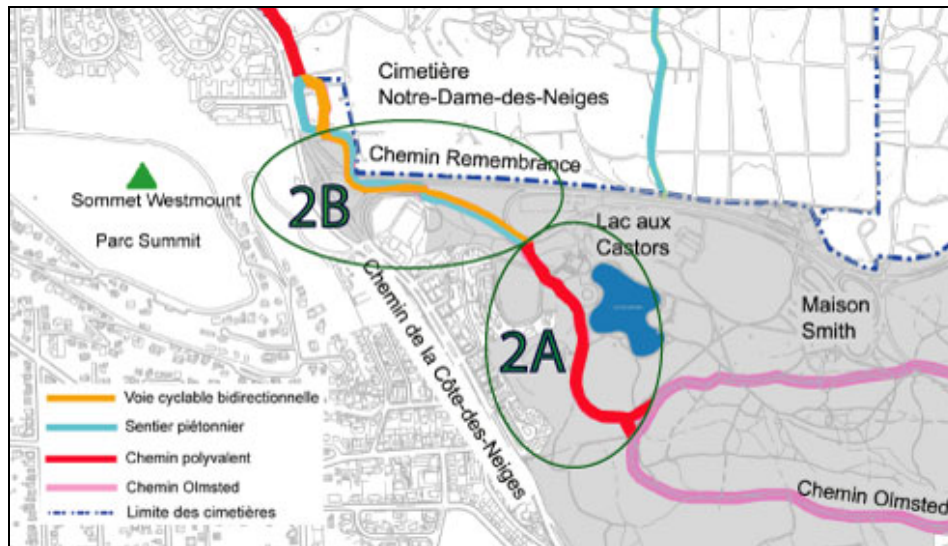 Cimetière
Notre-Dame-des-Neiges
Chemin Remembrance
2B
Sommet Westmount
Parc Summit
Lac aux
Castors
Maison
Smith
Chemin de la Côte-des-Neiges
2A
Voie cyclable bidirectionnelle
Sentier piétonnier
Chemin polyvalent
Chemin Olmsted
Limite des cimetières
Chemin Olmsted